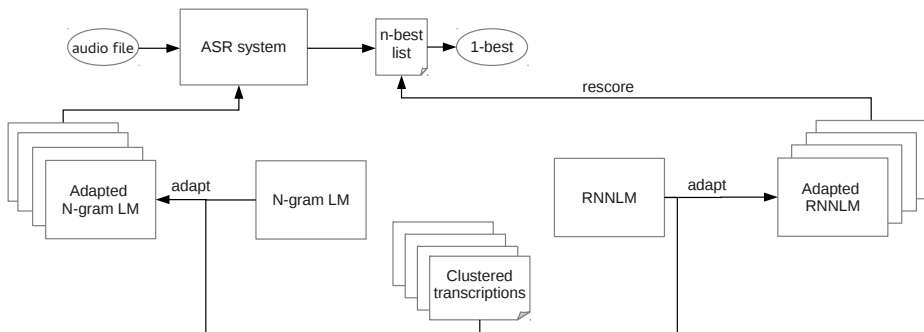 audio file
ASR system
n-best
list
1-best
rescore
Adapted
N-gram LM
adapt
N-gram LM
RNNLM
adapt
Adapted
RNNLM
Clustered
transcriptions